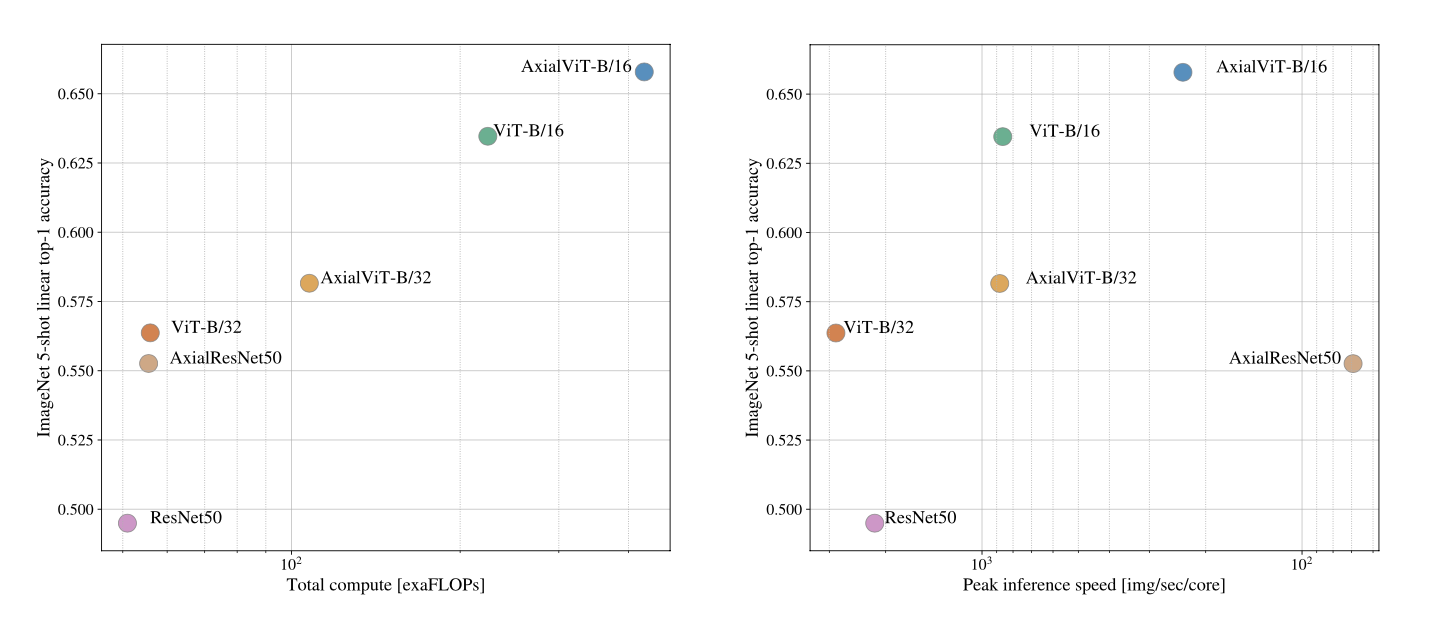 AxialViT-B/16
ViT-B/16
AxialViT-B/32
ViT-B/32
AxialResNet50
ResNet50
0.650
0.625
0.600
0.575
0.550
0.525
0.500
ImageNet 5-shot linear top-1 accuracy
10²
Total compute [exaFLOPs]
AxialViT-B/16
ViT-B/16
AxialViT-B/32
ViT-B/32
AxialResNet50
ResNet50
0.650
0.625
0.600
0.575
0.550
0.525
0.500
ImageNet 5-shot linear top-1 accuracy
10³ 10²
Peak inference speed [img/sec/core]